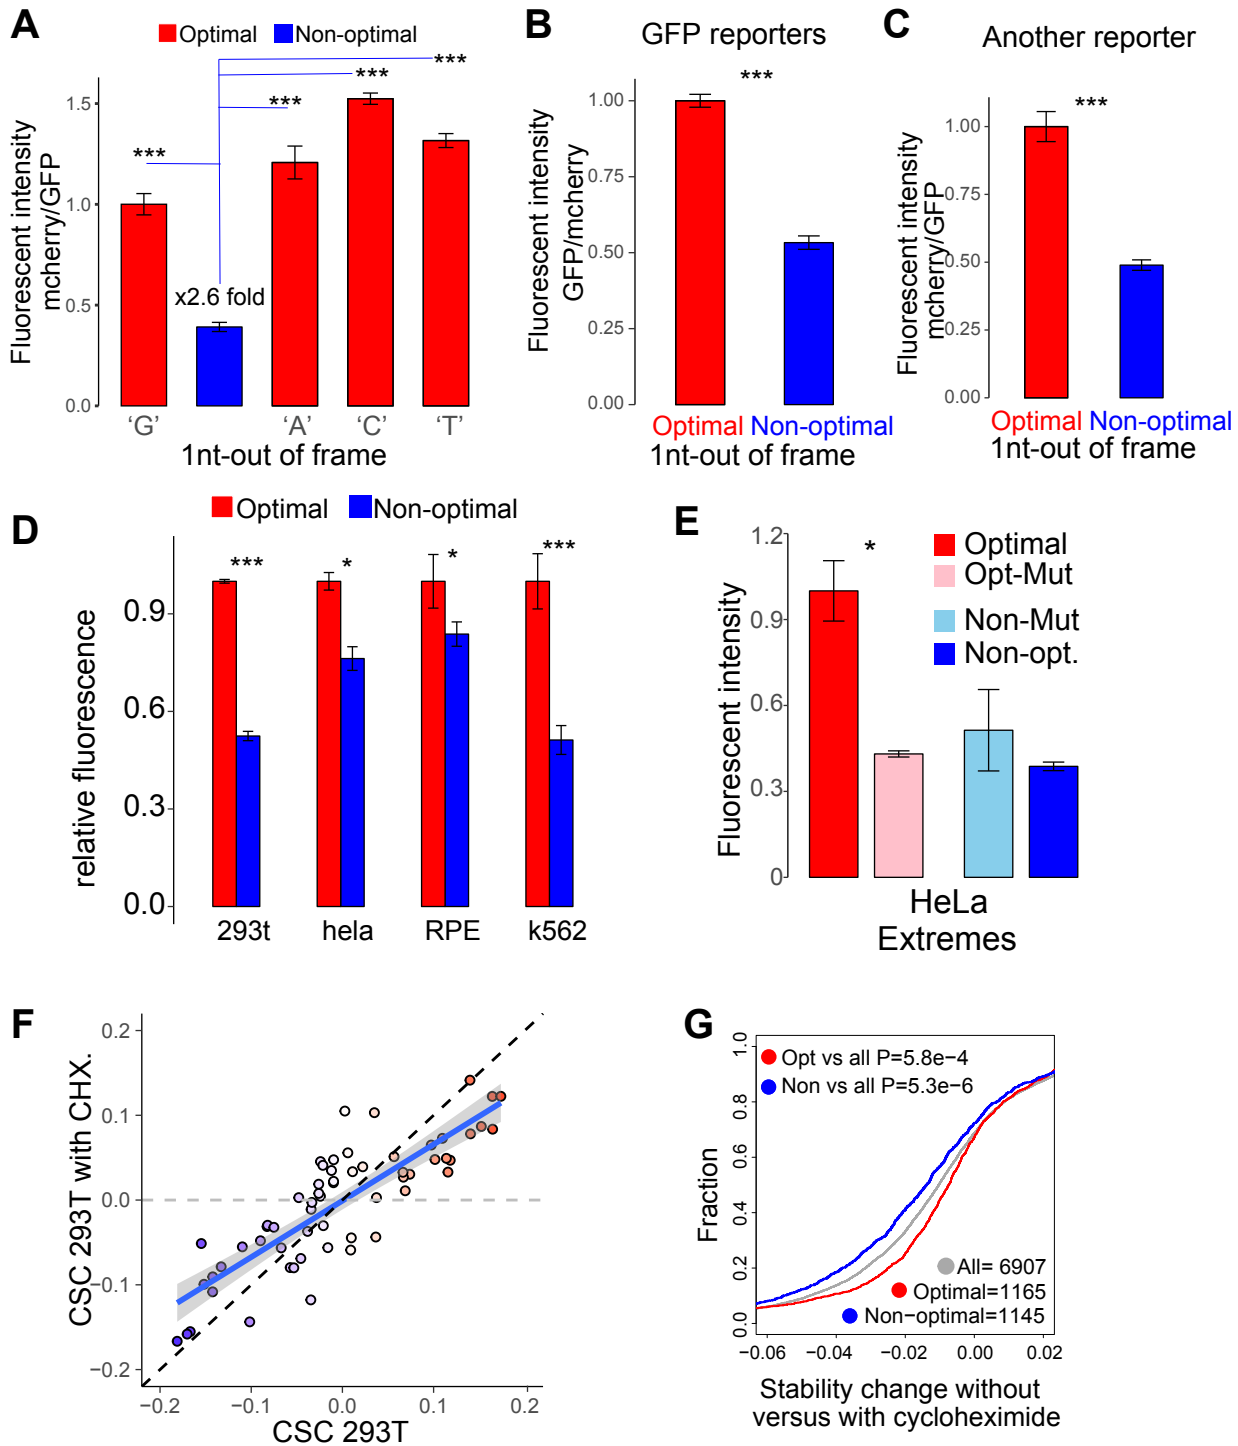 A
Optimal Non-optimal
Fluorescent intensity
mcherry/GFP
1.5
1.0
0.5
0.0
***
***
***
***
x2.6 fold
‘G’ ‘A’ ‘C’ ‘T’
1nt-out of frame
B
GFP reporters
Fluorescent intensity
GFP/mcherry
1.00
0.75
0.50
0.25
0.00
***
Optimal Non-optimal
1nt-out of frame
C
Another reporter
Fluorescent intensity
mcherry/GFP
1.00
0.75
0.50
0.25
0.00
***
Optimal Non-optimal
1nt-out of frame
D
Optimal Non-optimal
relative fluorescence
0.9
0.6
0.3
0.0
***
*
*
***
293t hela RPE k562
E
Fluorescent intensity
1.2
0.9
0.6
0.3
0
*
Optimal
Opt-Mut
Non-Mut
Non-opt.
HeLa
Extremes
F
CSC 293T with CHX.
0.2
0.1
0.0
−0.1
−0.2
−0.2 −0.1 0.0 0.1 0.2
CSC 293T
G
Fraction
1.0
0.8
0.6
0.4
0.2
0.0
Opt vs all P=5.8e−4
Non vs all P=5.3e−6
All= 6907
Optimal=1165
Non−optimal=1145
−0.06 −0.04 −0.02 0.00 0.02
Stability change without
versus with cycloheximide